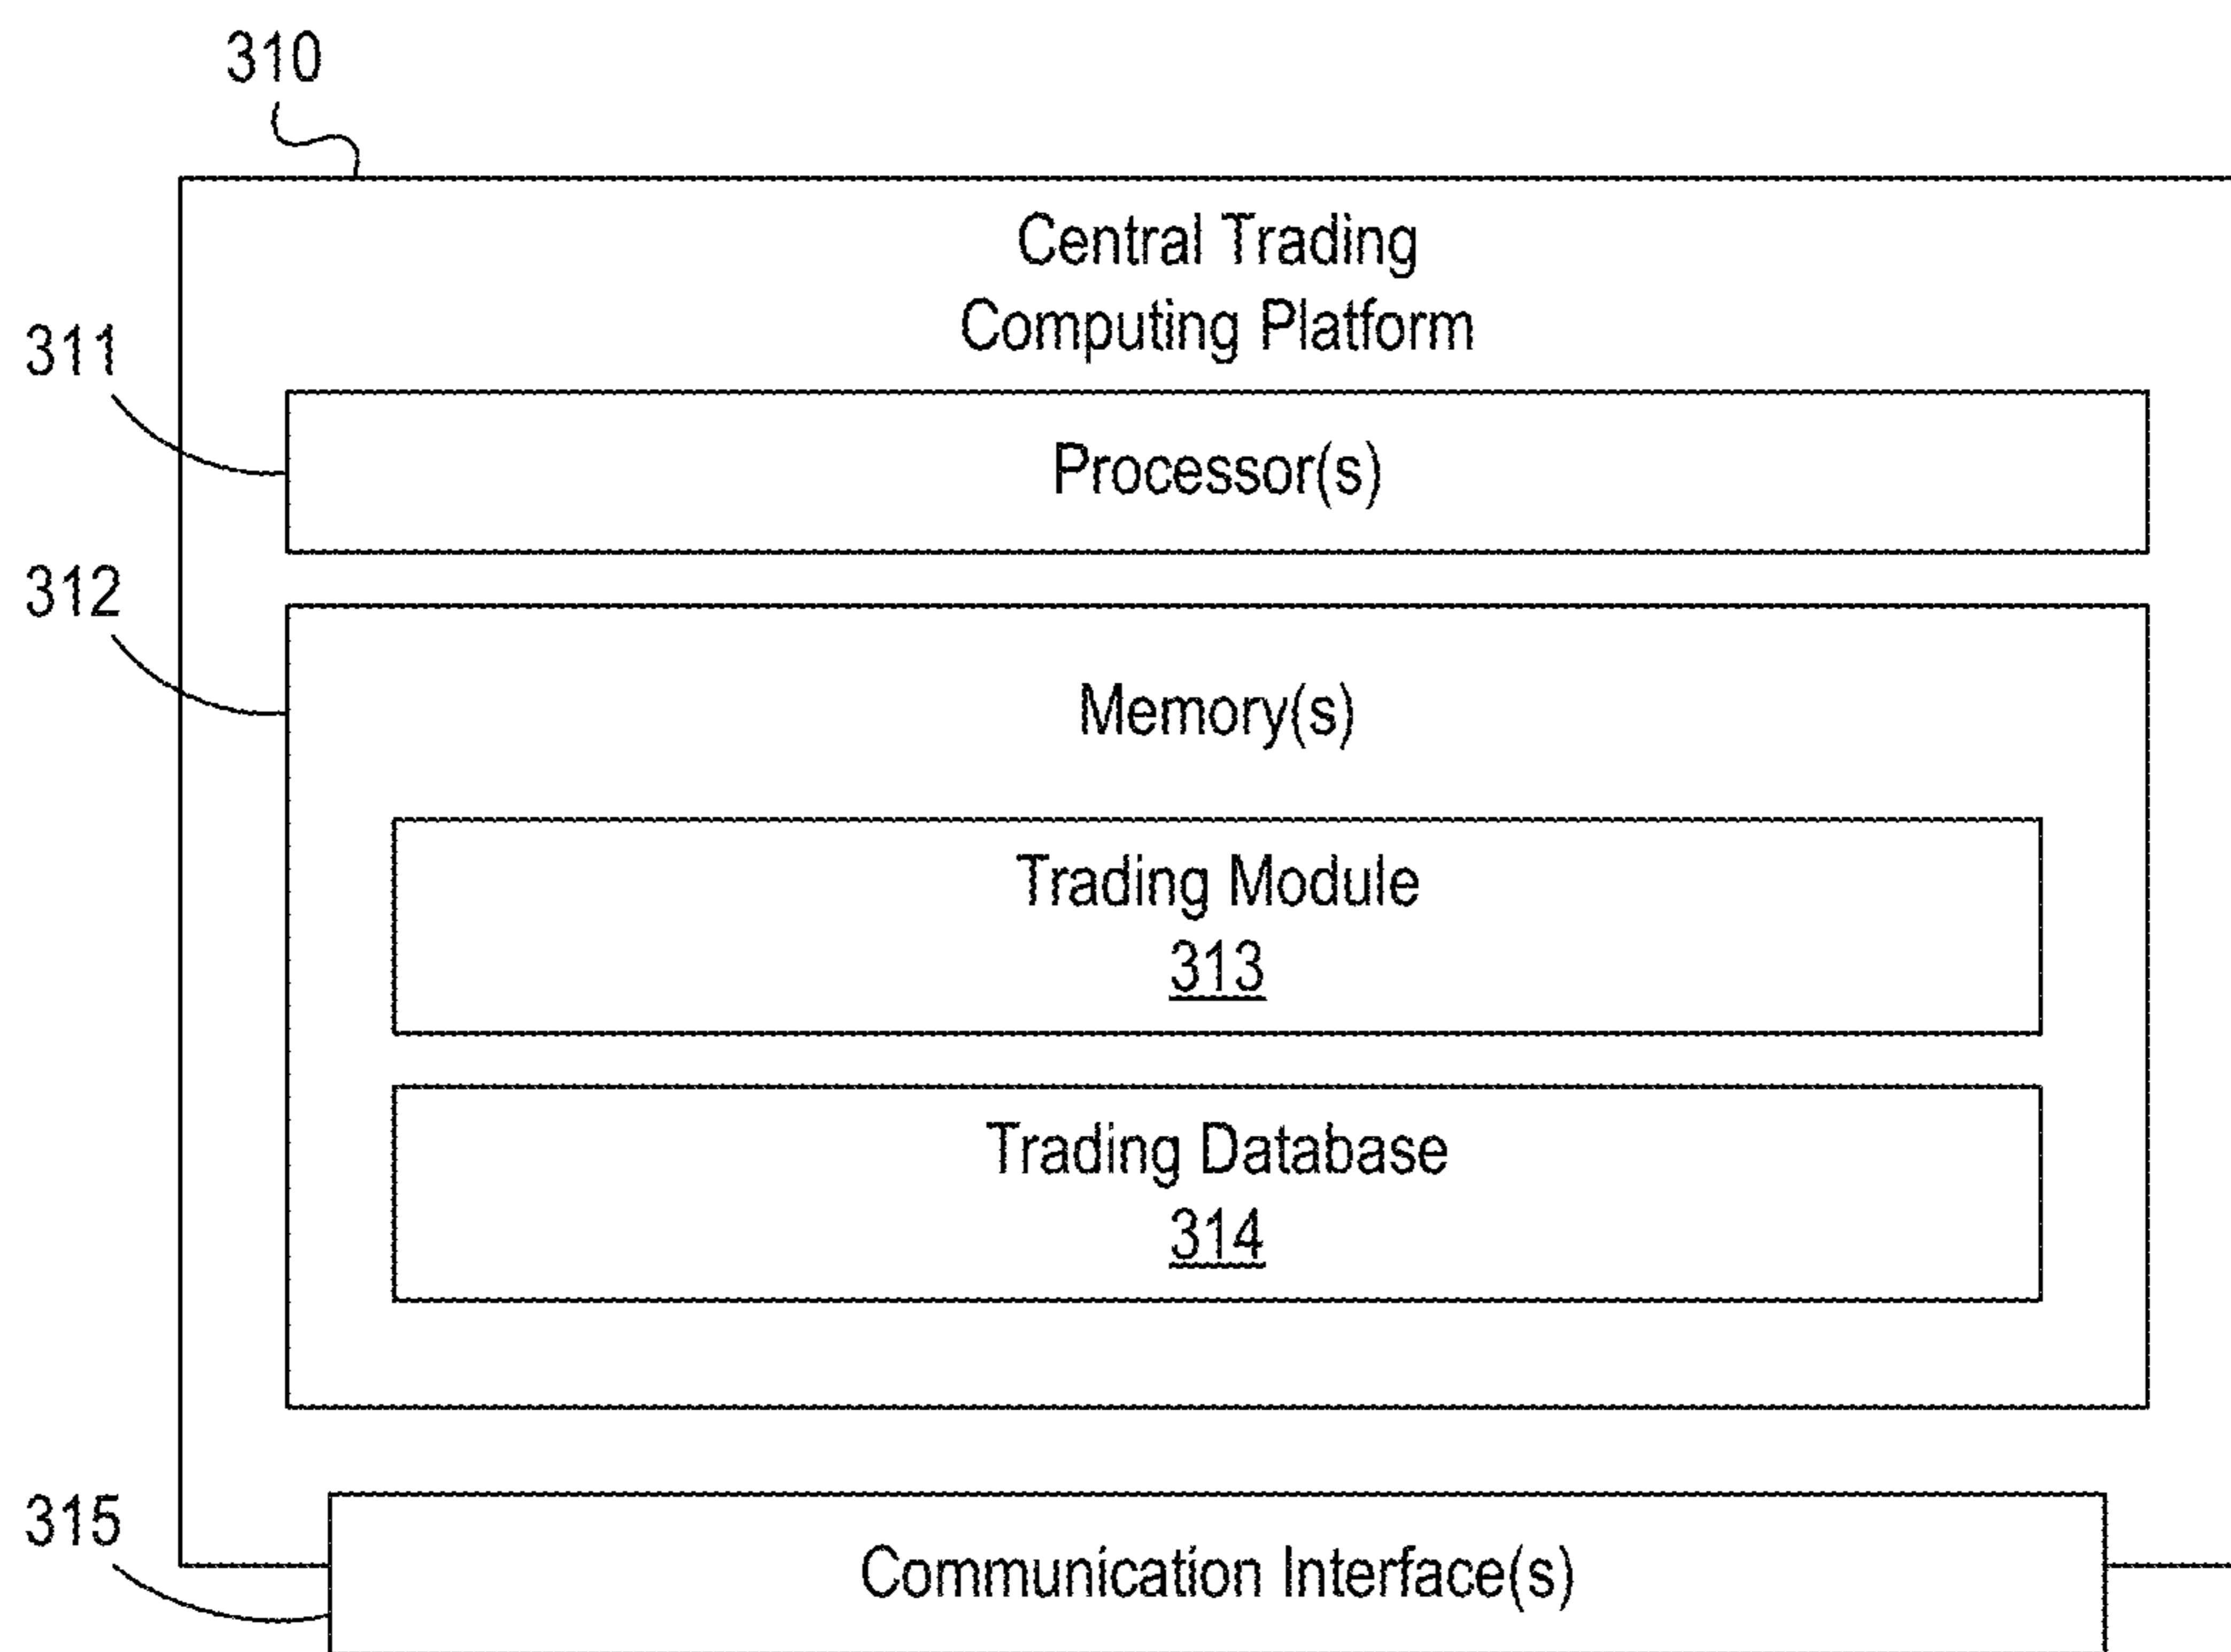 310
Central Trading
Computing Platform
311
Processor(s)
312
Memory(s)
Trading Module
313
Trading Database
314
315
Communication Interface(s)